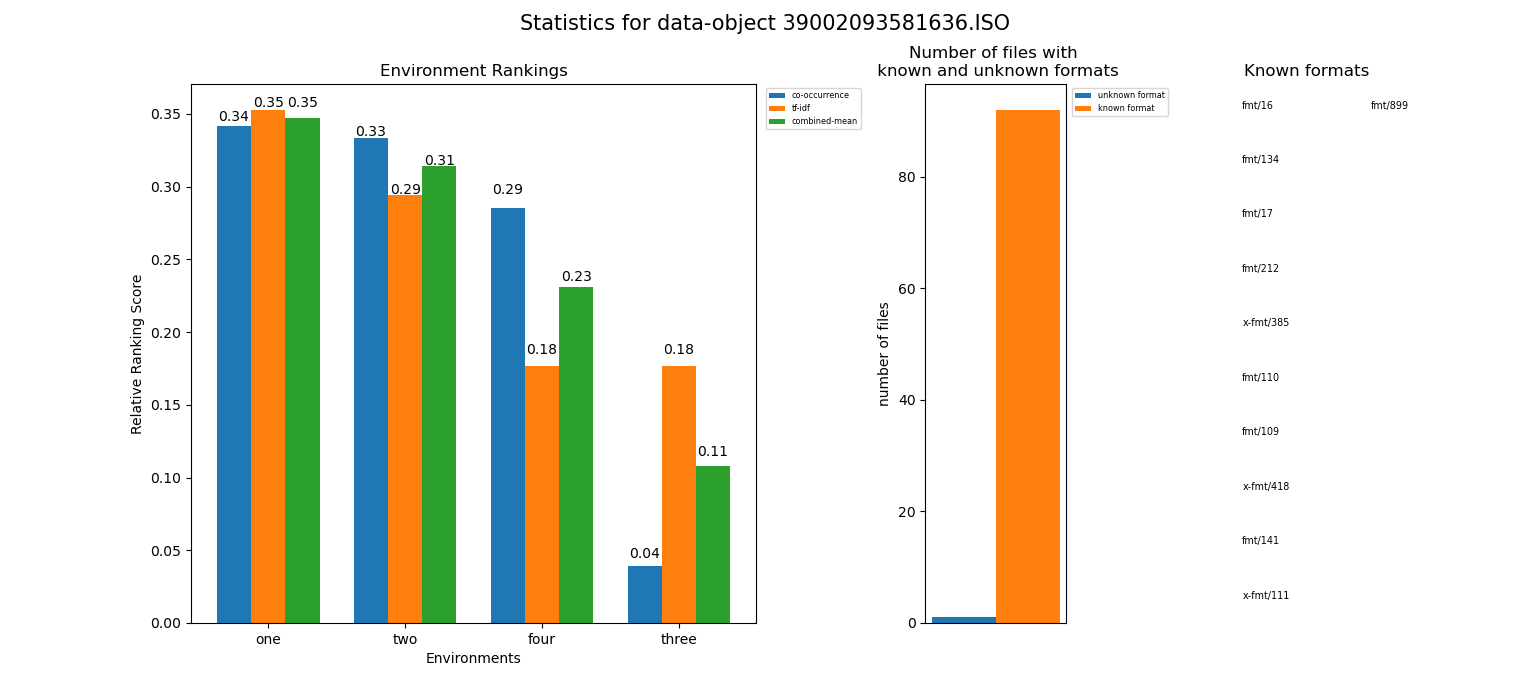 Statistics for data-object 39002093581636.ISO
Environment Rankings
0.34
0.35
0.35
0.33
0.29
0.31
0.29
0.18
0.23
0.04
0.18
0.11
0.35
0.30
0.25
0.20
0.15
0.10
0.05
0.00
Relative Ranking Score
one
two
four
three
Environments
co-occurrence
tf-idf
combined-mean
Number of files with
known and unknown formats
80
60
40
20
0
number of files
unknown format
known format
Known formats
fmt/16
fmt/899
fmt/134
fmt/17
fmt/212
x-fmt/385
fmt/110
fmt/109
x-fmt/418
fmt/141
x-fmt/111